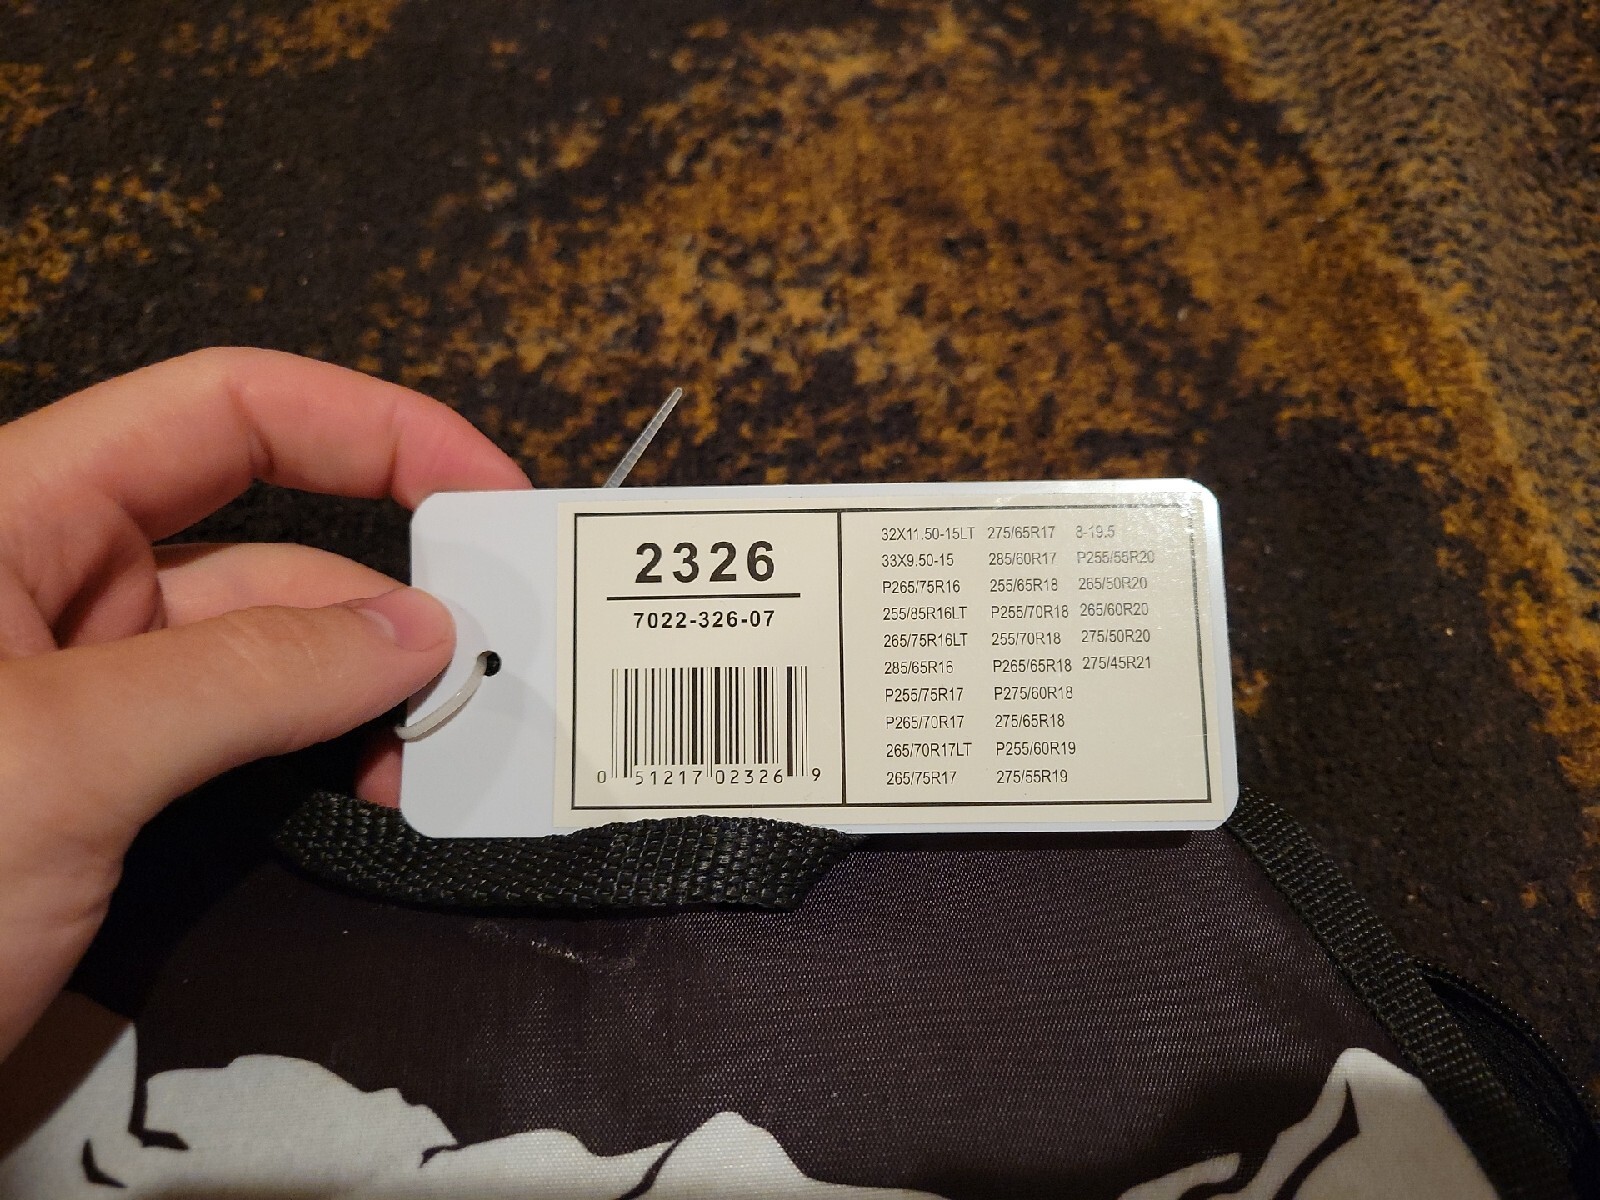 2326
7022-326-07
0 51217 02326 9
32X11.50-15LT 275/65R17 8-19.5
33X9.50-15 285/60R17 P255/55R20
P265/75R16 255/65R18 265/50R20
255/85R16LT P255/70R18 265/60R20
265/75R16LT 255/70R18 275/50R20
285/65R16 P265/65R18 275/45R21
P255/75R17 P275/60R18
P265/70R17 275/65R18
265/70R17LT P255/60R19
265/75R17 275/55R19